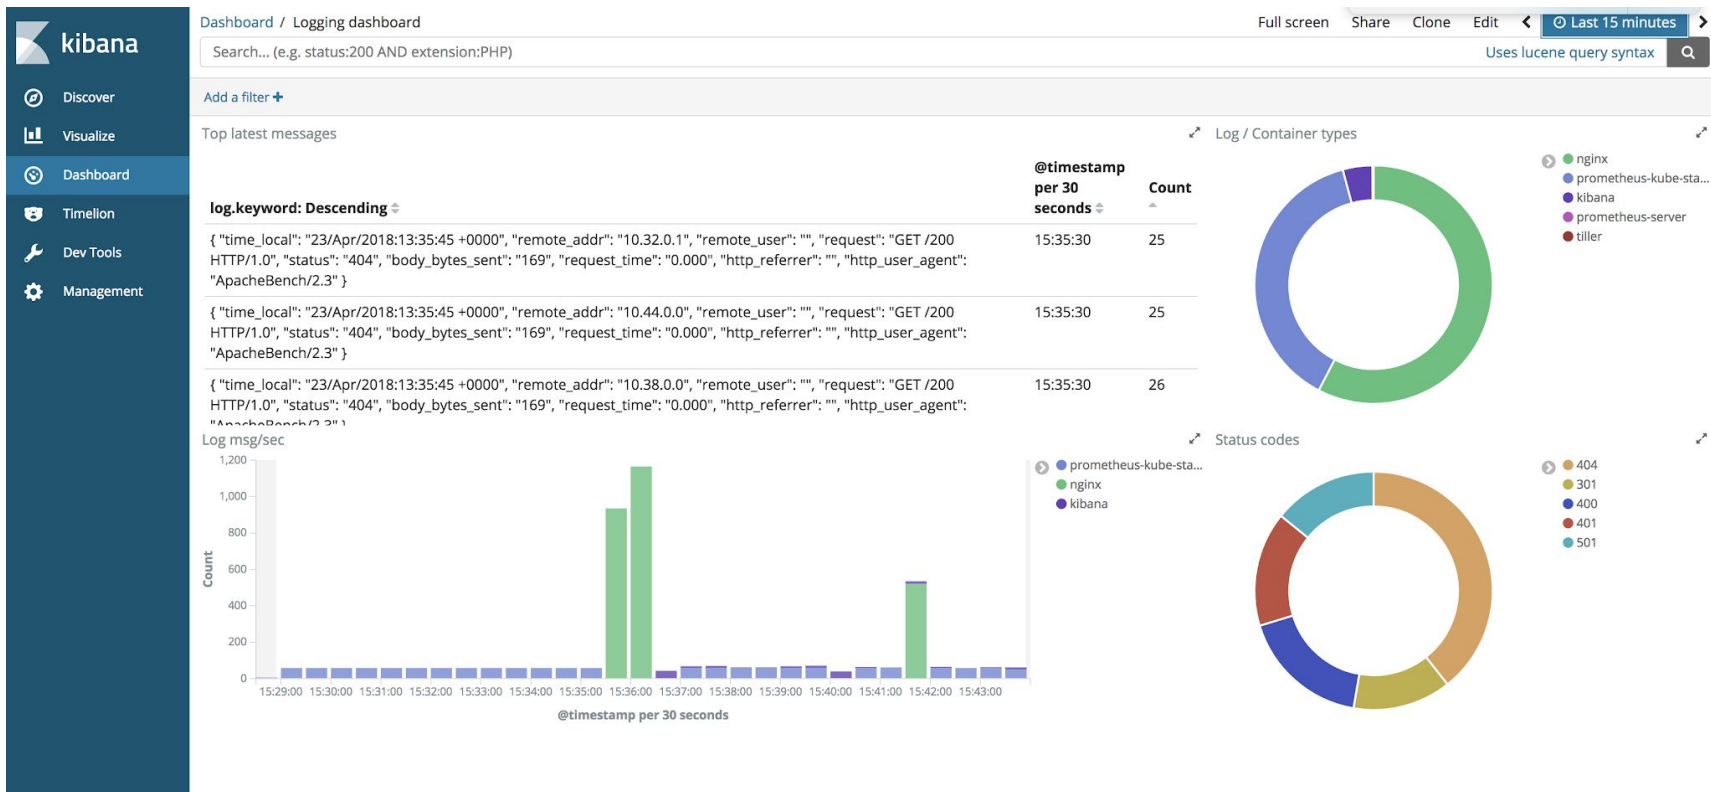 kibana
Discover
Visualize
Dashboard
Timelion
Dev Tools
Management
Dashboard / Logging dashboard
Full screen Share Clone Edit Last 15 minutes
Search... (e.g. status:200 AND extension:PHP)
Uses lucene query syntax
Add a filter +
Top latest messages
log.keyword: Descending
@timestamp
per 30
seconds
Count
{ "time_local": "23/Apr/2018:13:35:45 +0000", "remote_addr": "10.32.0.1", "remote_user": "", "request": "GET /200 15:35:30 25
HTTP/1.0", "status": "404", "body_bytes_sent": "169", "request_time": "0.000", "http_referrer": "", "http_user_agent":
"ApacheBench/2.3" }
{ "time_local": "23/Apr/2018:13:35:45 +0000", "remote_addr": "10.44.0.0", "remote_user": "", "request": "GET /200 15:35:30 25
HTTP/1.0", "status": "404", "body_bytes_sent": "169", "request_time": "0.000", "http_referrer": "", "http_user_agent":
"ApacheBench/2.3" }
{ "time_local": "23/Apr/2018:13:35:45 +0000", "remote_addr": "10.38.0.0", "remote_user": "", "request": "GET /200 15:35:30 26
HTTP/1.0", "status": "404", "body_bytes_sent": "169", "request_time": "0.000", "http_referrer": "", "http_user_agent":
"ApacheBench/2.3" }
Log / Container types
nginx
prometheus-kube-sta...
kibana
prometheus-server
tiller
Log msg/sec
1,200
1,000
800
600
400
200
0
Count
15:29:00 15:30:00 15:31:00 15:32:00 15:33:00 15:34:00 15:35:00 15:36:00 15:37:00 15:38:00 15:39:00 15:40:00 15:41:00 15:42:00 15:43:00
@timestamp per 30 seconds
prometheus-kube-sta...
nginx
kibana
Status codes
404
301
400
401
501